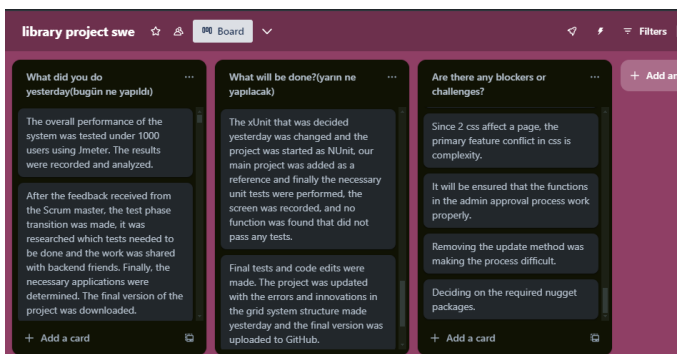 library project swe
Board
Filters
What did you do
yesterday(bugün ne yapıldı)
The overall performance of the
system was tested under 1000
users using Jmeter. The results
were recorded and analyzed.
After the feedback received from
the Scrum master, the test phase
transition was made, it was
researched which tests needed to
be done and the work was shared
with backend friends. Finally, the
necessary applications were
determined. The final version of the
project was downloaded.
+ Add a card
What will be done?(yarın ne
yapılacak)
The xUnit that was decided
yesterday was changed and the
project was started as NUnit, our
main project was added as a
reference and finally the necessary
unit tests were performed, the
screen was recorded, and no
function was found that did not
pass any tests.
Final tests and code edits were
made. The project was updated
with the errors and innovations in
the grid system structure made
yesterday and the final version was
uploaded to GitHub.
Are there any blockers or
challenges?
Since 2 css affect a page, the
primary feature conflict in css is
complexity.
It will be ensured that the functions
in the admin approval process work
properly.
Removing the update method was
making the process difficult.
Deciding on the required nugget
packages.
+ Add a card
+ Add an